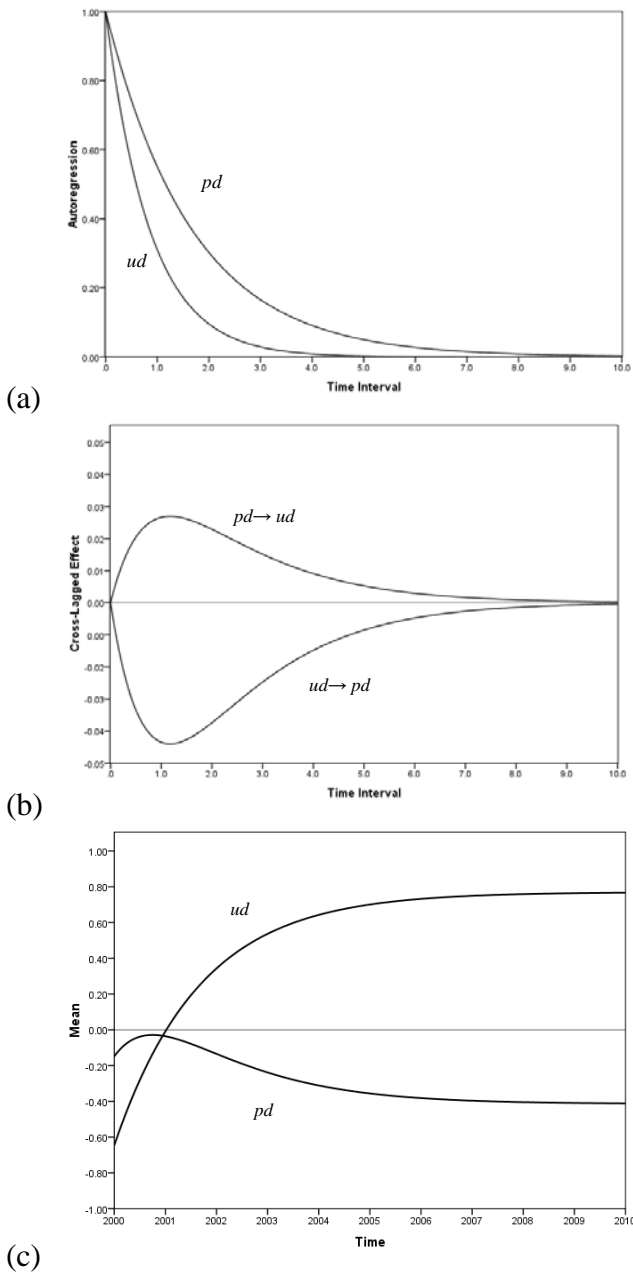 1.00
0.80
0.60
0.40
0.20
0.00
Autoregression
pd
ud
.0 1.0 2.0 3.0 4.0 5.0 6.0 7.0 8.0 9.0 10.0
Time Interval
(a)
0.05
0.04
0.03
0.02
0.01
0.00
0.00
-0.02
-0.03
-0.04
-0.05
Cross-Lagged Effect
pd→ ud
ud→ pd
.0 1.0 2.0 3.0 4.0 5.0 6.0 7.0 8.0 9.0 10.0
Time Interval
(b)
1.00
0.80
0.60
0.40
0.20
0.00
-0.20
-0.40
-0.60
-0.80
-1.00
Mean
ud
pd
2000 2001 2002 2003 2004 2005 2006 2007 2008 2009 2010
Time
(c)